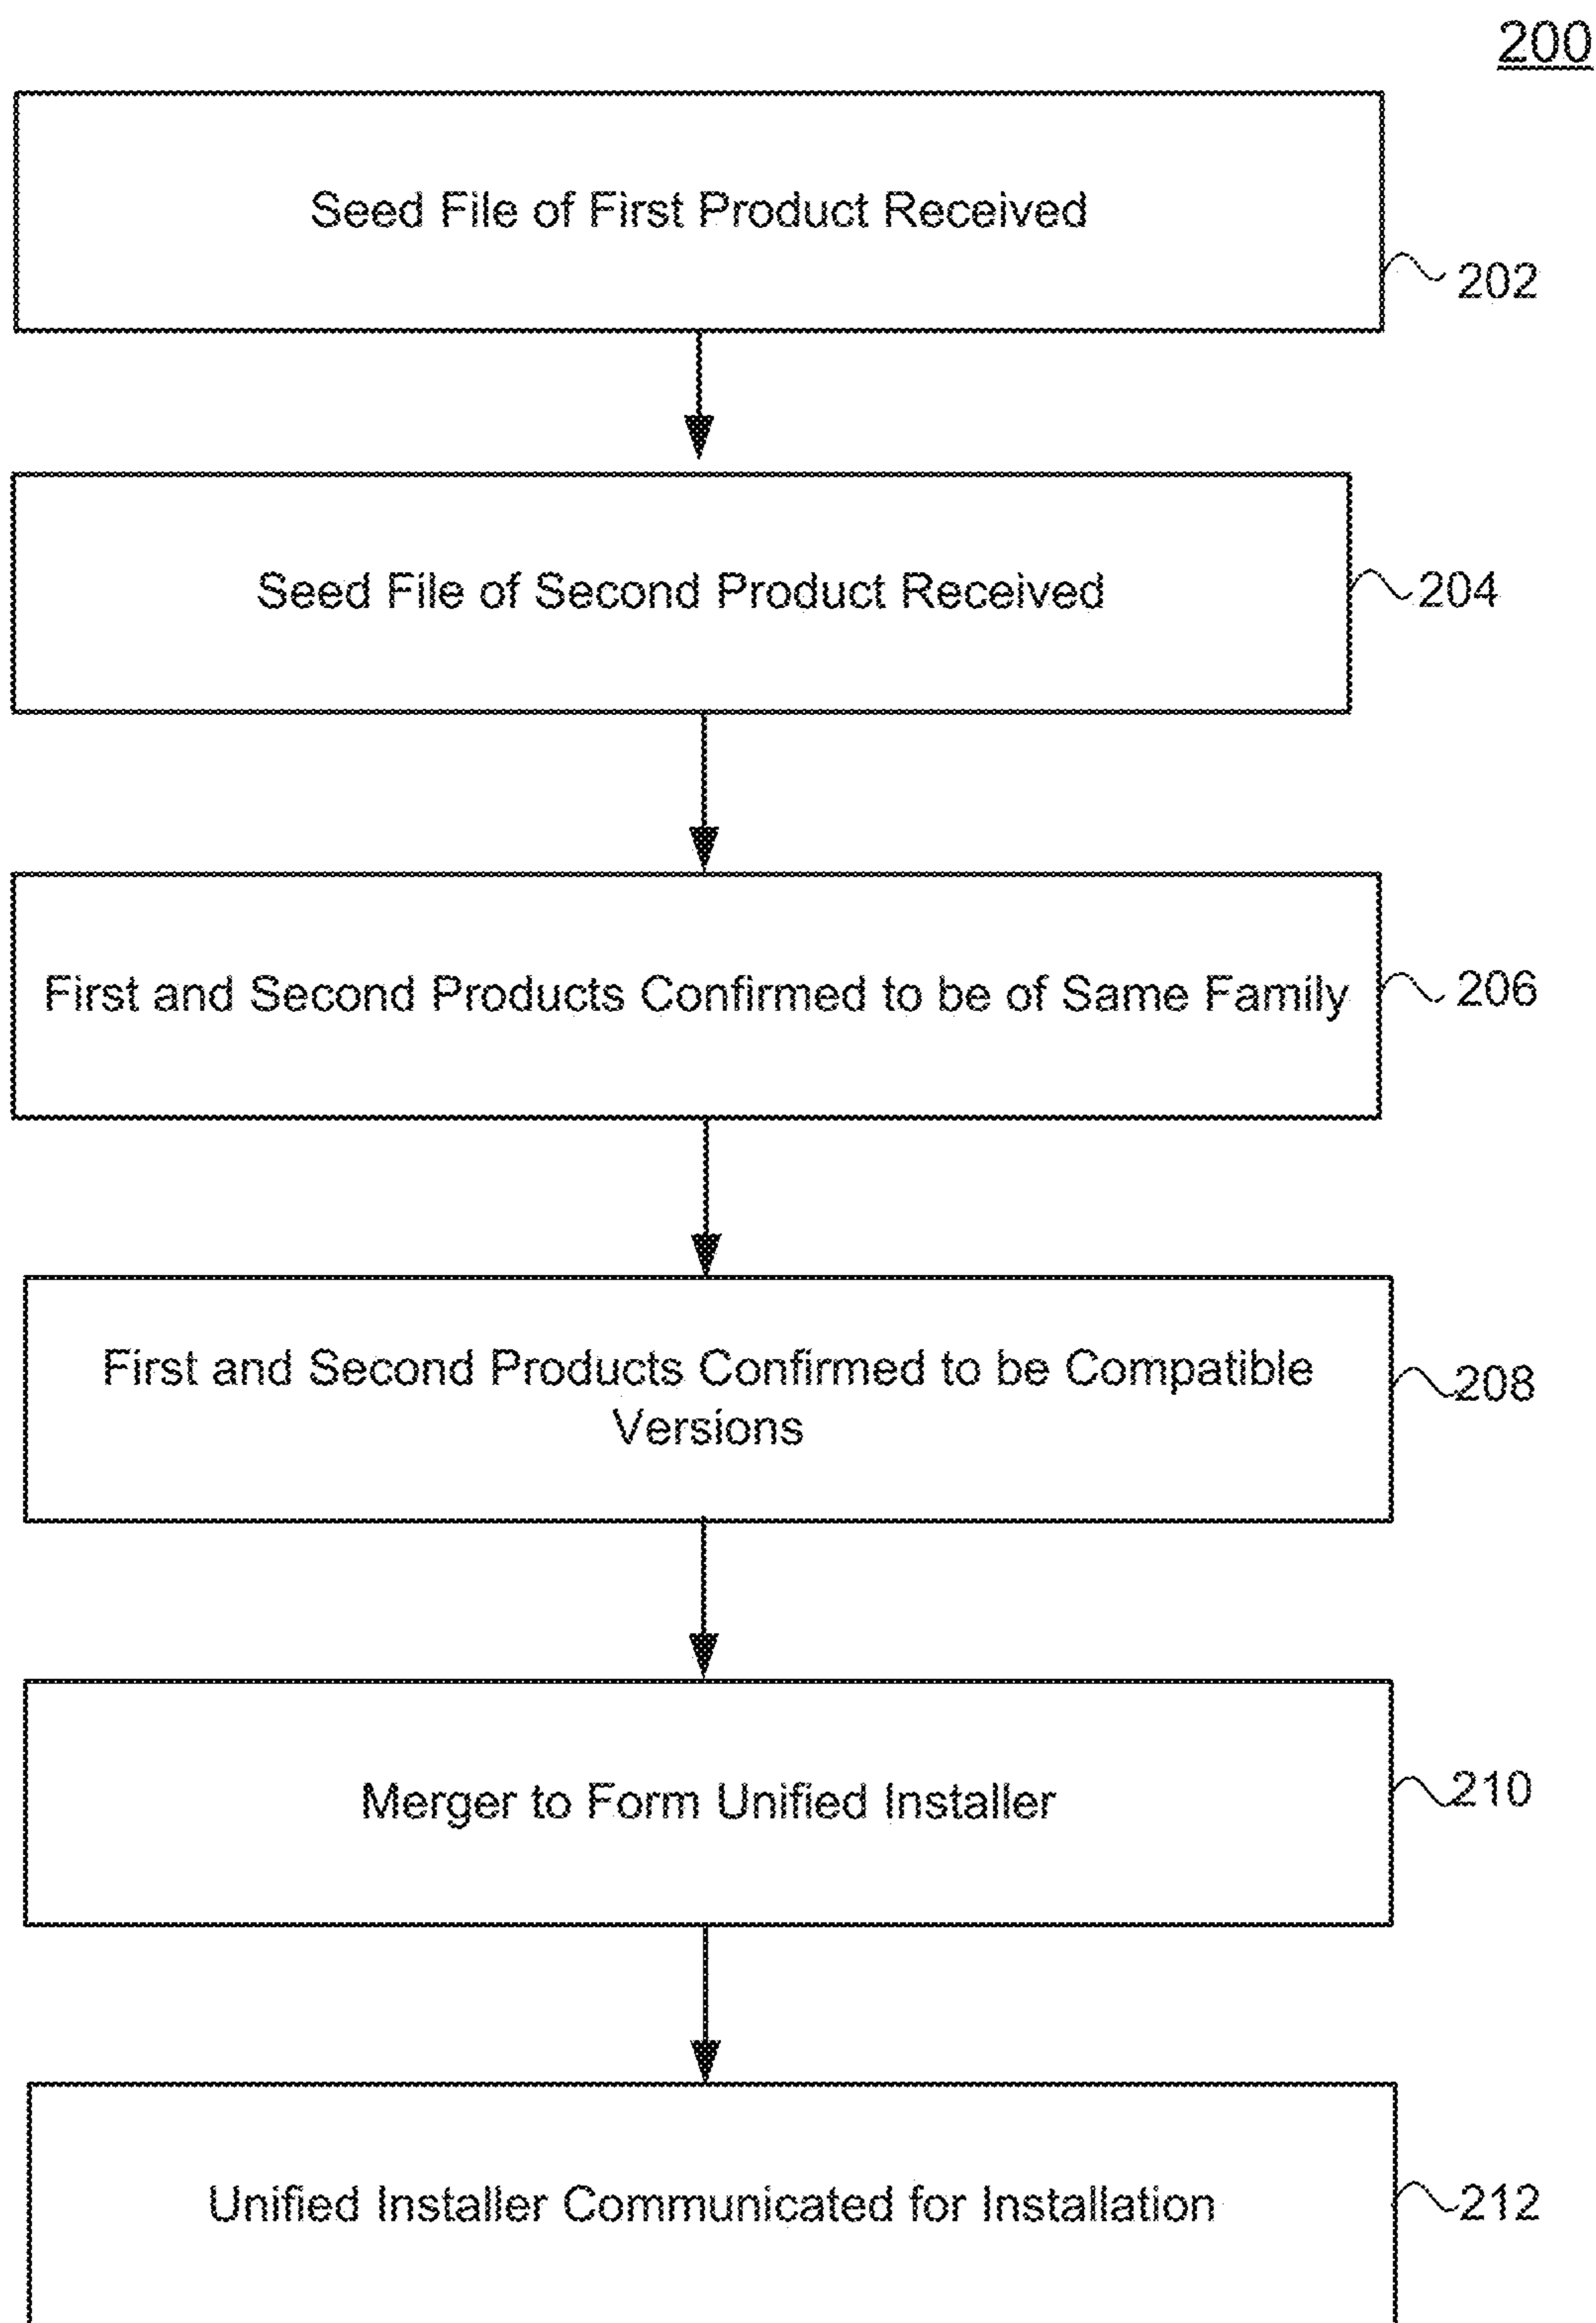 200
Seed File of First Product Received
202
Seed File of Second Product Received
204
First and Second Products Confirmed to be of Same Family
206
First and Second Products Confirmed to be Compatible
Versions
208
Merger to Form Unified Installer
210
Unified Installer Communicated for Installation
212